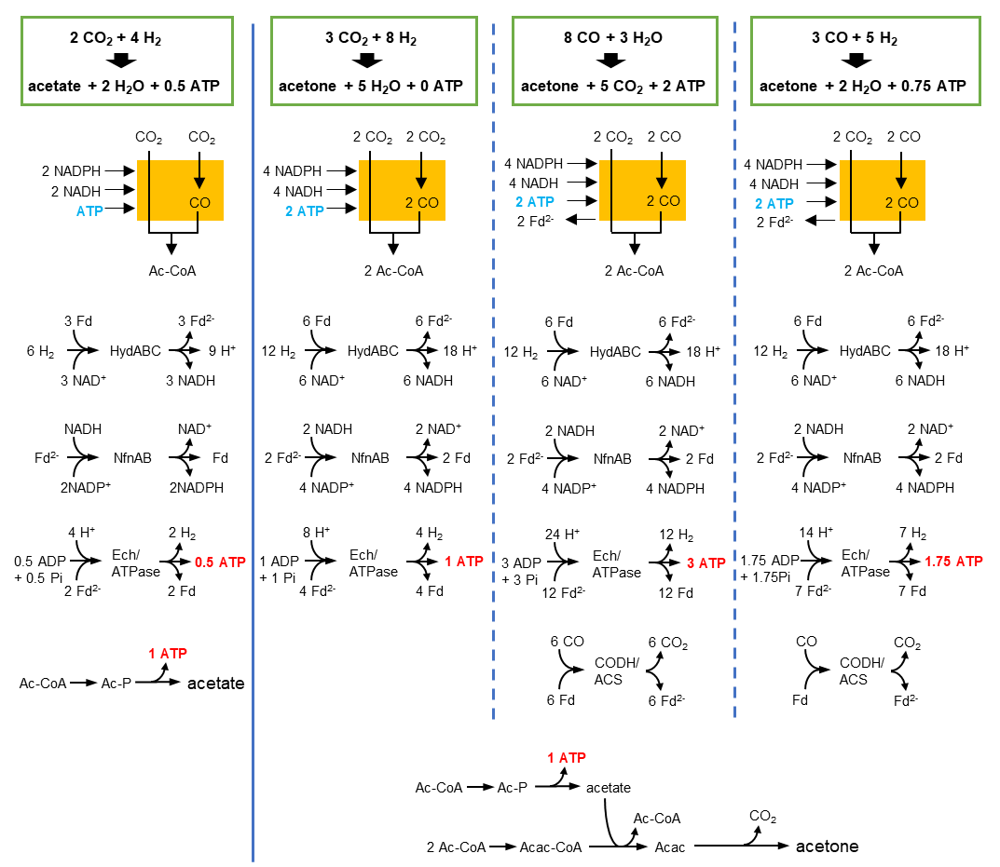 2 CO₂ + 4 H₂
acetate + 2 H₂O + 0.5 ATP
CO₂ CO₂
2 NADPH
2 NADH
ATP
CO
Ac-CoA
3 Fd 3 Fd²⁻
6 H₂ HydABC 9 H⁺
3 NAD⁺ 3 NADH
NADH NAD⁺
Fd²⁻ NfnAB Fd
2NADP⁺ 2NADPH
4 H⁺ 2 H₂
0.5 ADP Ech/ 0.5 ATP
+ 0.5 Pi ATPase
2 Fd²⁻ 2 Fd
1 ATP
Ac-CoA Ac-P acetate
3 CO₂ + 8 H₂
acetone + 5 H₂O + 0 ATP
2 CO₂ 2 CO₂
4 NADPH
4 NADH
2 ATP
2 CO
2 Ac-CoA
6 Fd 6 Fd²⁻
12 H₂ HydABC 18 H⁺
6 NAD⁺ 6 NADH
2 NADH 2 NAD⁺
2 Fd²⁻ NfnAB 2 Fd
4 NADP⁺ 4 NADPH
8 H⁺ 4 H₂
1 ADP Ech/ 1 ATP
+ 1 Pi ATPase
4 Fd²⁻ 4 Fd
8 CO + 3 H₂O
acetone + 5 CO₂ + 2 ATP
2 CO₂ 2 CO
4 NADPH
4 NADH
2 ATP
2 CO
2 Fd²⁻
2 Ac-CoA
6 Fd 6 Fd²⁻
12 H₂ HydABC 18 H⁺
6 NAD⁺ 6 NADH
2 NADH 2 NAD⁺
2 Fd²⁻ NfnAB 2 Fd
4 NADP⁺ 4 NADPH
24 H⁺ 12 H₂
3 ADP Ech/ 3 ATP
+ 3 Pi ATPase
12 Fd²⁻ 12 Fd
6 CO 6 CO₂
CODH/
ACS
6 Fd 6 Fd²⁻
3 CO + 5 H₂
acetone + 2 H₂O + 0.75 ATP
2 CO₂ 2 CO
4 NADPH
4 NADH
2 ATP
2 CO
2 Fd²⁻
2 Ac-CoA
6 Fd 6 Fd²⁻
12 H₂ HydABC 18 H⁺
6 NAD⁺ 6 NADH
2 NADH 2 NAD⁺
2 Fd²⁻ NfnAB 2 Fd
4 NADP⁺ 4 NADPH
14 H⁺ 7 H₂
1.75 ADP Ech/ 1.75 ATP
+ 1.75Pi ATPase
7 Fd²⁻ 7 Fd
CO CO₂
CODH/
ACS
Fd Fd²⁻
1 ATP
Ac-CoA Ac-P acetate
Ac-CoA CO₂
2 Ac-CoA Acac-CoA Acac acetone